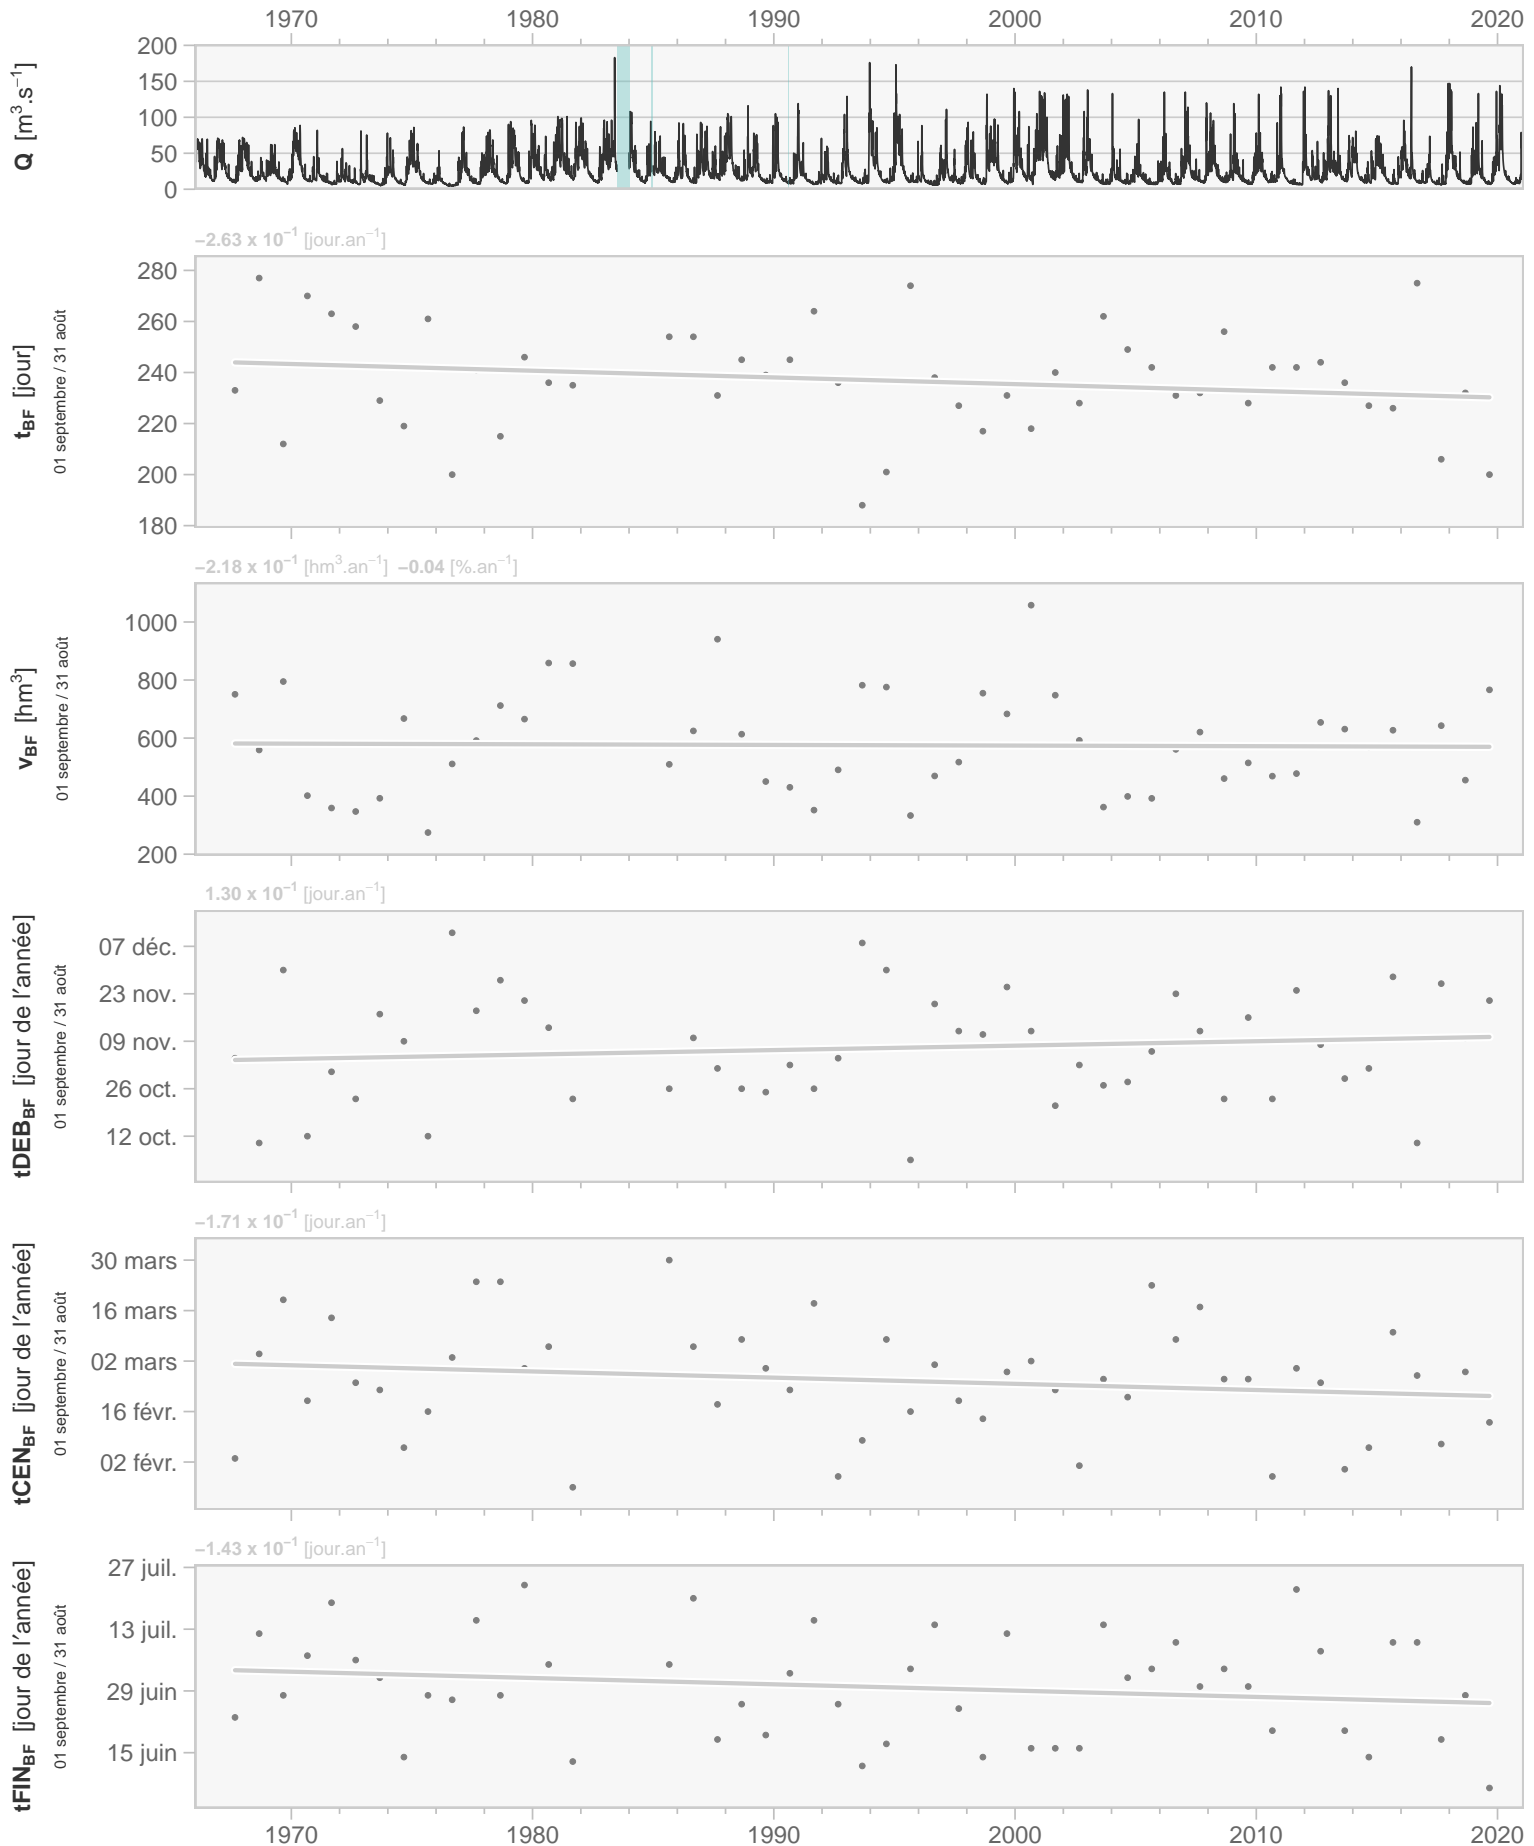 1970 1980 1990 2000 2010 2020
Q [m³.s⁻¹]
200
150
100
50
0
−2.63 x 10⁻¹ [jour.an⁻¹]
t_BF [jour]
01 septembre / 31 août
280
260
240
220
200
180
−2.18 x 10⁻¹ [hm³.an⁻¹] −0.04 [%.an⁻¹]
v_BF [hm³]
01 septembre / 31 août
1000
800
600
400
200
1.30 x 10⁻¹ [jour.an⁻¹]
tDEB_BF [jour de l'année]
01 septembre / 31 août
07 déc.
23 nov.
09 nov.
26 oct.
12 oct.
−1.71 x 10⁻¹ [jour.an⁻¹]
tCEN_BF [jour de l'année]
01 septembre / 31 août
30 mars
16 mars
02 mars
16 févr.
02 févr.
−1.43 x 10⁻¹ [jour.an⁻¹]
tFIN_BF [jour de l'année]
01 septembre / 31 août
27 juil.
13 juil.
29 juin
15 juin
1970 1980 1990 2000 2010 2020